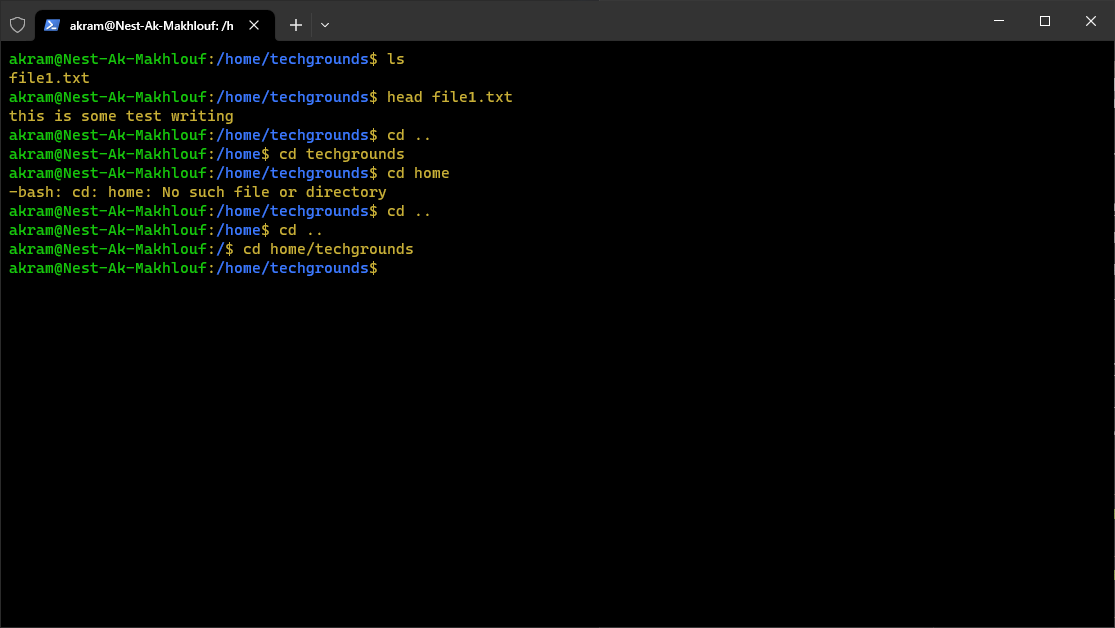 akram@Nest-Ak-Makhlouf: /h
akram@Nest-Ak-Makhlouf:/home/techgrounds$ ls
file1.txt
akram@Nest-Ak-Makhlouf:/home/techgrounds$ head file1.txt
this is some test writing
akram@Nest-Ak-Makhlouf:/home/techgrounds$ cd ..
akram@Nest-Ak-Makhlouf:/home$ cd techgrounds
akram@Nest-Ak-Makhlouf:/home/techgrounds$ cd home
-bash: cd: home: No such file or directory
akram@Nest-Ak-Makhlouf:/home/techgrounds$ cd ..
akram@Nest-Ak-Makhlouf:/home$ cd ..
akram@Nest-Ak-Makhlouf:/$ cd home/techgrounds
akram@Nest-Ak-Makhlouf:/home/techgrounds$